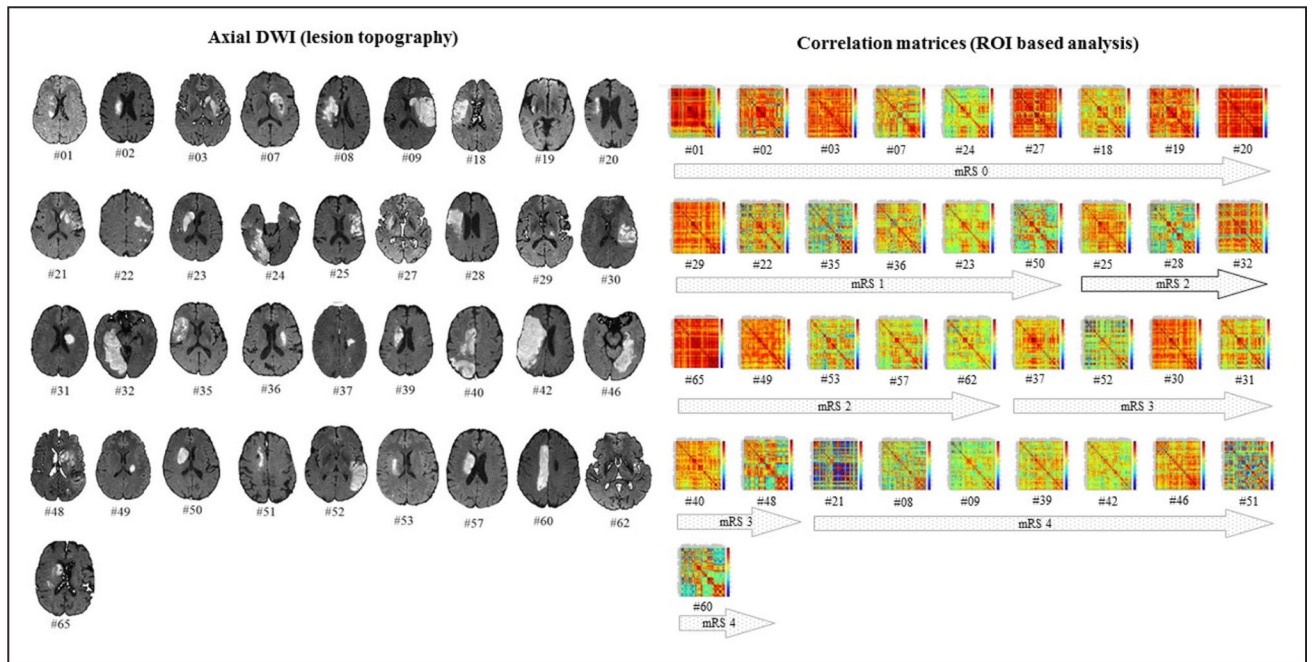 Axial DWI (lesion topography)
#01 #02 #03 #07 #08 #09 #18 #19 #20
#21 #22 #23 #24 #25 #27 #28 #29 #30
#31 #32 #35 #36 #37 #39 #40 #42 #46
#48 #49 #50 #51 #52 #53 #57 #60 #62
#65
Correlation matrices (ROI based analysis)
#01 #02 #03 #07 #24 #27 #18 #19 #20
mRS 0
#29 #22 #35 #36 #23 #50 #25 #28 #32
mRS 1 mRS 2
#65 #49 #53 #57 #62 #37 #52 #30 #31
mRS 2 mRS 3
#40 #48 #21 #08 #09 #39 #42 #46 #51
mRS 3 mRS 4
#60
mRS 4